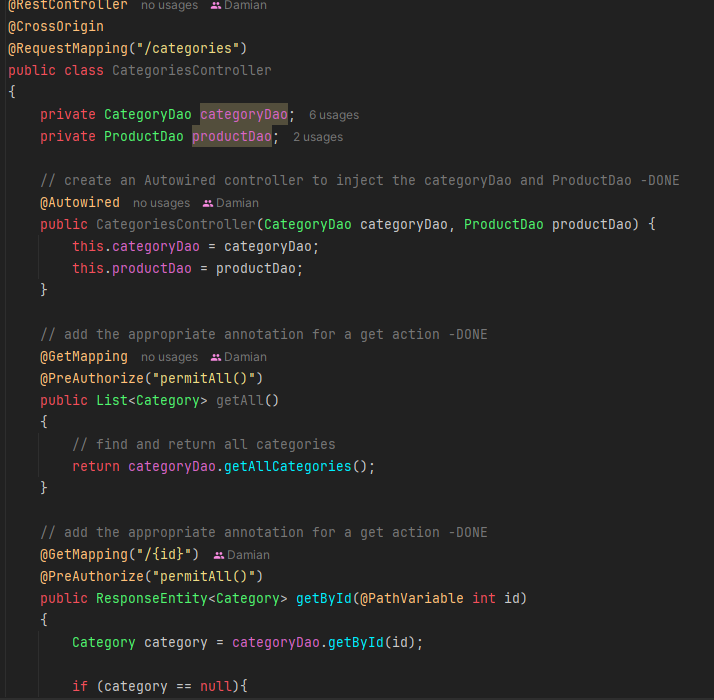 @RestController no usages Damian
@CrossOrigin
@RequestMapping("/categories")
public class CategoriesController
{
    private CategoryDao categoryDao; 6 usages
    private ProductDao productDao; 2 usages

    // create an Autowired controller to inject the categoryDao and ProductDao -DONE
    @Autowired no usages Damian
    public CategoriesController(CategoryDao categoryDao, ProductDao productDao) {
        this.categoryDao = categoryDao;
        this.productDao = productDao;
    }

    // add the appropriate annotation for a get action -DONE
    @GetMapping no usages Damian
    @PreAuthorize("permitAll()")
    public List<Category> getAll()
    {
        // find and return all categories
        return categoryDao.getAllCategories();
    }

    // add the appropriate annotation for a get action -DONE
    @GetMapping("/{id}") Damian
    @PreAuthorize("permitAll()")
    public ResponseEntity<Category> getById(@PathVariable int id)
    {
        Category category = categoryDao.getById(id);

        if (category == null){